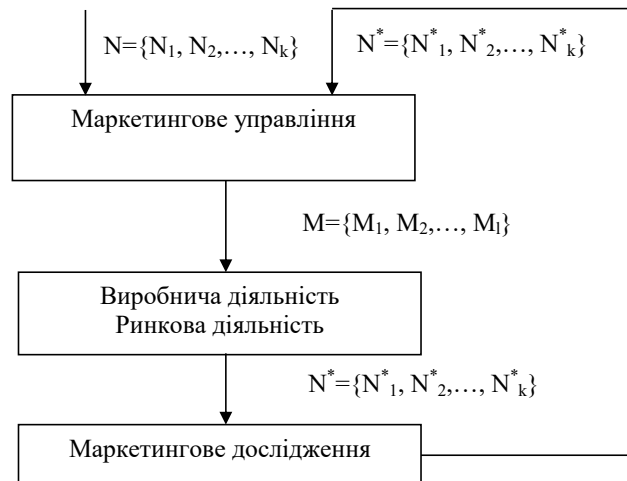 N={N₁, N₂,…, Nₖ}
N*={N*₁, N*₂,…, N*ₖ}
Маркетингове управління
M={M₁, M₂,…, Mₗ}
Виробнича діяльність
Ринкова діяльність
N*={N*₁, N*₂,…, N*ₖ}
Маркетингове дослідження